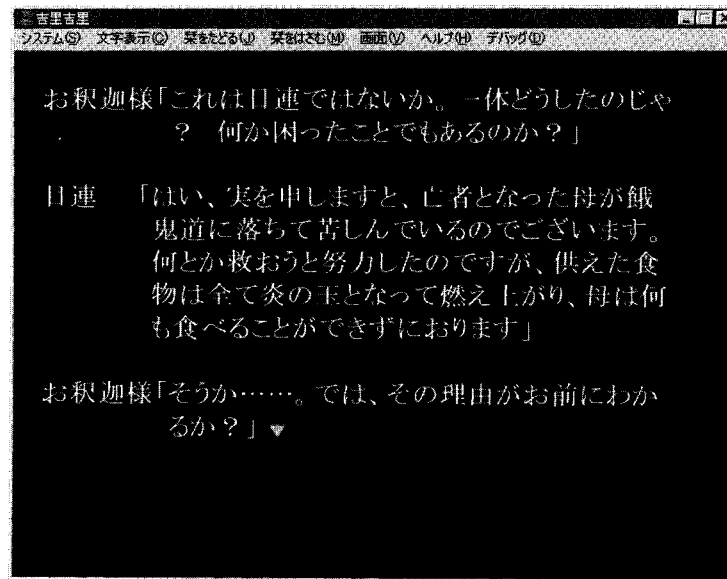 吉里吉里
システム(S) 文字表示(C) 栞をたどる(J) 栞をはさむ(M) 画面(V) ヘルプ(H) デバッグ(D)
お釈迦様「これは目連ではないか。一体どうしたのじゃ
? 何か困ったことでもあるのか?」
目連 「はい、実を申しますと、亡者となった母が餓
鬼道に落ちて苦しんでいるのでございます。
何とか救おうと努力したのですが、供えた食
物は全て炎の玉となって燃え上がり、母は何
も食べることができずにおります」
お釈迦様「そうか……。では、その理由がお前にわか
るか?」▼